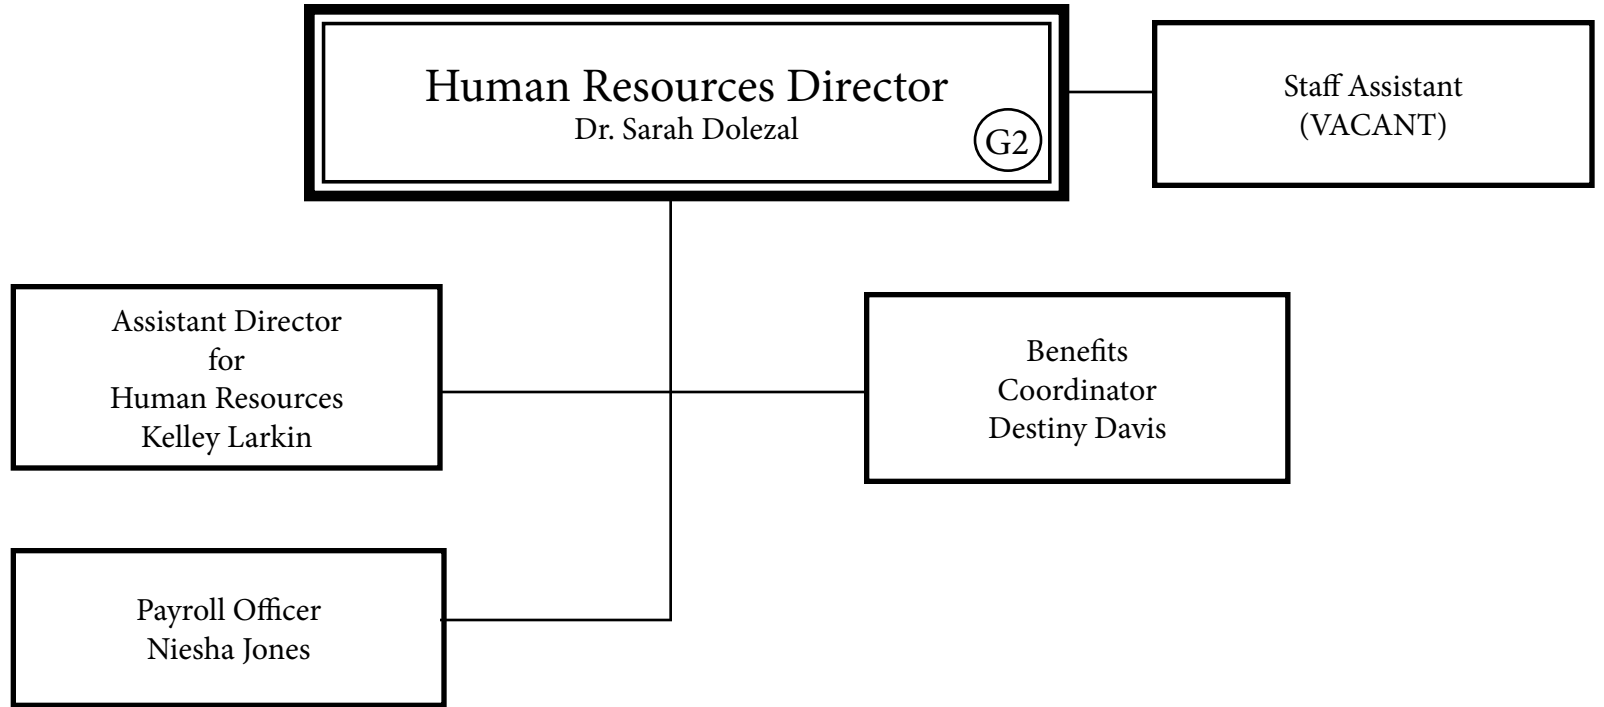 Human Resources Director
Dr. Sarah Dolezal
G2
Staff Assistant
(VACANT)
Assistant Director
for
Human Resources
Kelley Larkin
Benefits
Coordinator
Destiny Davis
Payroll Officer
Niesha Jones